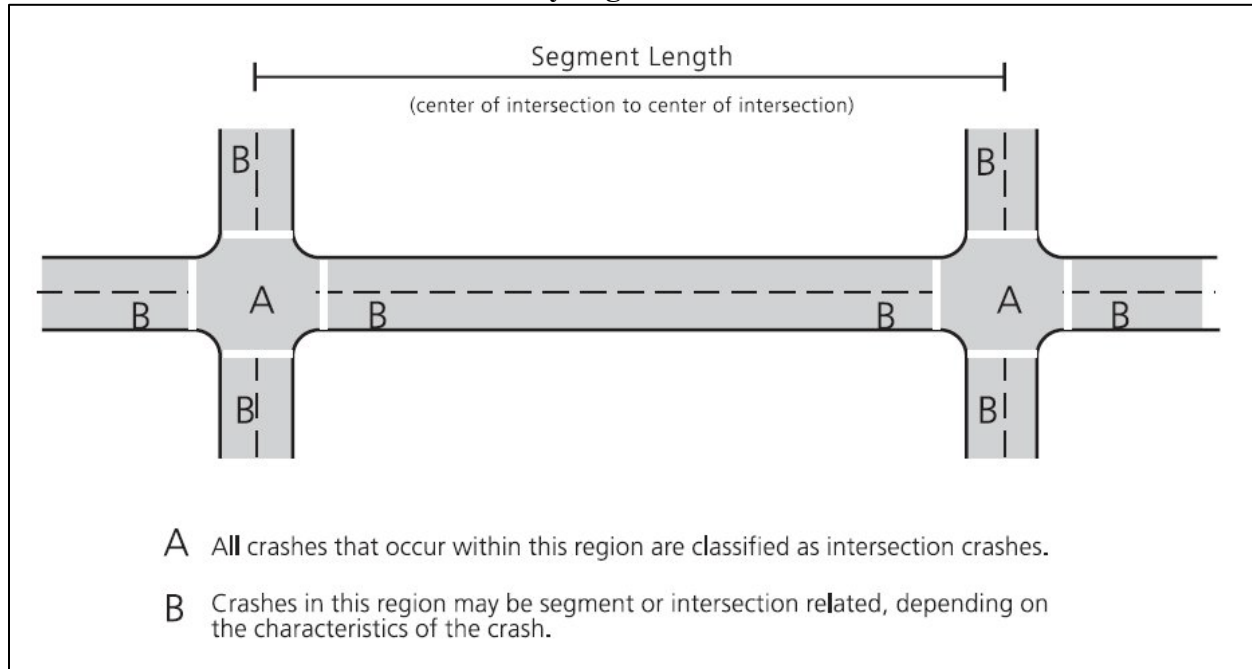 Segment Length
(center of intersection to center of intersection)
B
B
A
A
B
B
B
B
B
B
A All crashes that occur within this region are classified as intersection crashes.
B Crashes in this region may be segment or intersection related, depending on
the characteristics of the crash.